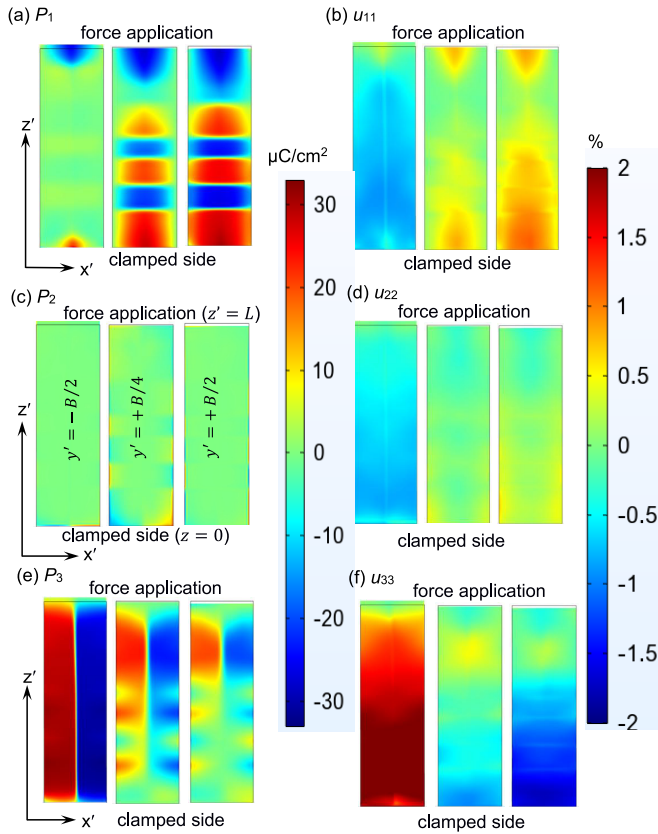 (a) P₁
force application
z′
x′
clamped side
(b) u₁₁
force application
clamped side
μC/cm²
30
20
10
0
-10
-20
-30
%
2
1.5
1
0.5
0
-0.5
-1
-1.5
-2
(c) P₂
force application (z′ = L)
y′ = − B/2
y′ = + B/4
y′ = + B/2
z′
x′
clamped side (z = 0)
(d) u₂₂
force application
clamped side
(e) P₃
force application
z′
x′
clamped side
(f) u₃₃
force application
clamped side